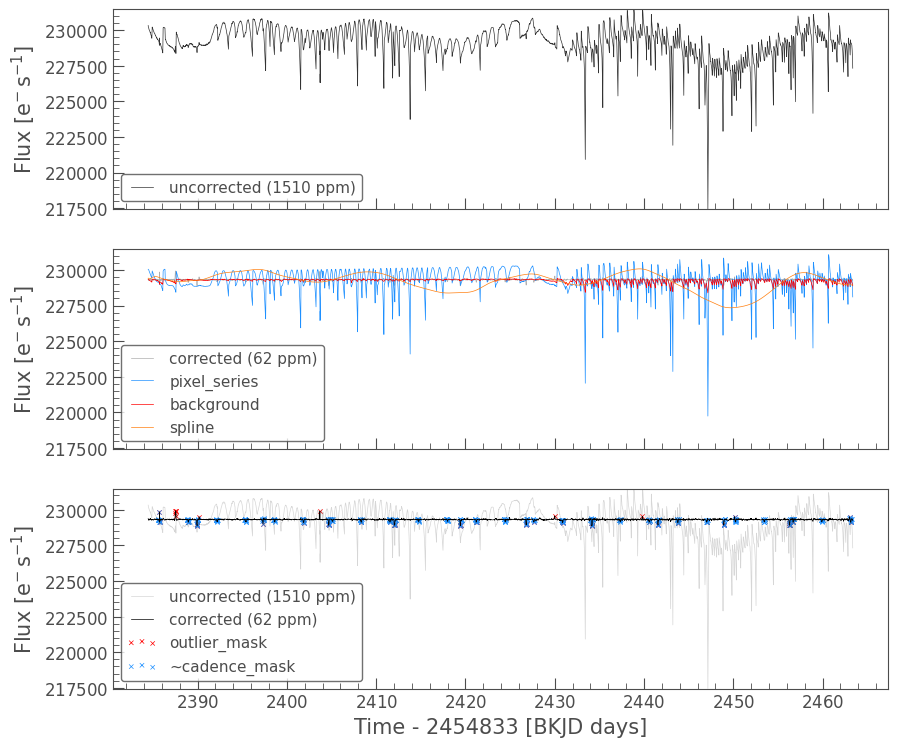 230000
227500
225000
222500
220000
217500
Flux [e⁻ s⁻¹]
uncorrected (1510 ppm)
230000
227500
225000
222500
220000
217500
Flux [e⁻ s⁻¹]
corrected (62 ppm)
pixel_series
background
spline
230000
227500
225000
222500
220000
217500
Flux [e⁻ s⁻¹]
uncorrected (1510 ppm)
corrected (62 ppm)
outlier_mask
~cadence_mask
2390 2400 2410 2420 2430 2440 2450 2460
Time - 2454833 [BKJD days]